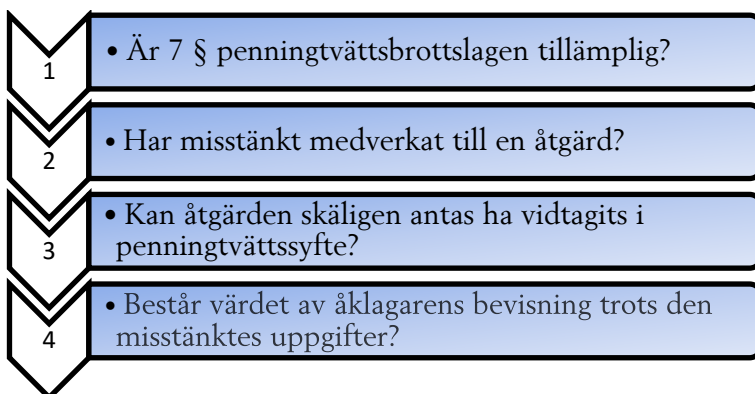 1
• Är 7 § penningtvättsbrottslagen tillämplig?
2
• Har misstänkt medverkat till en åtgärd?
3
• Kan åtgärden skäligen antas ha vidtagits i
penningtvättssyfte?
4
• Består värdet av åklagarens bevisning trots den
misstänktes uppgifter?